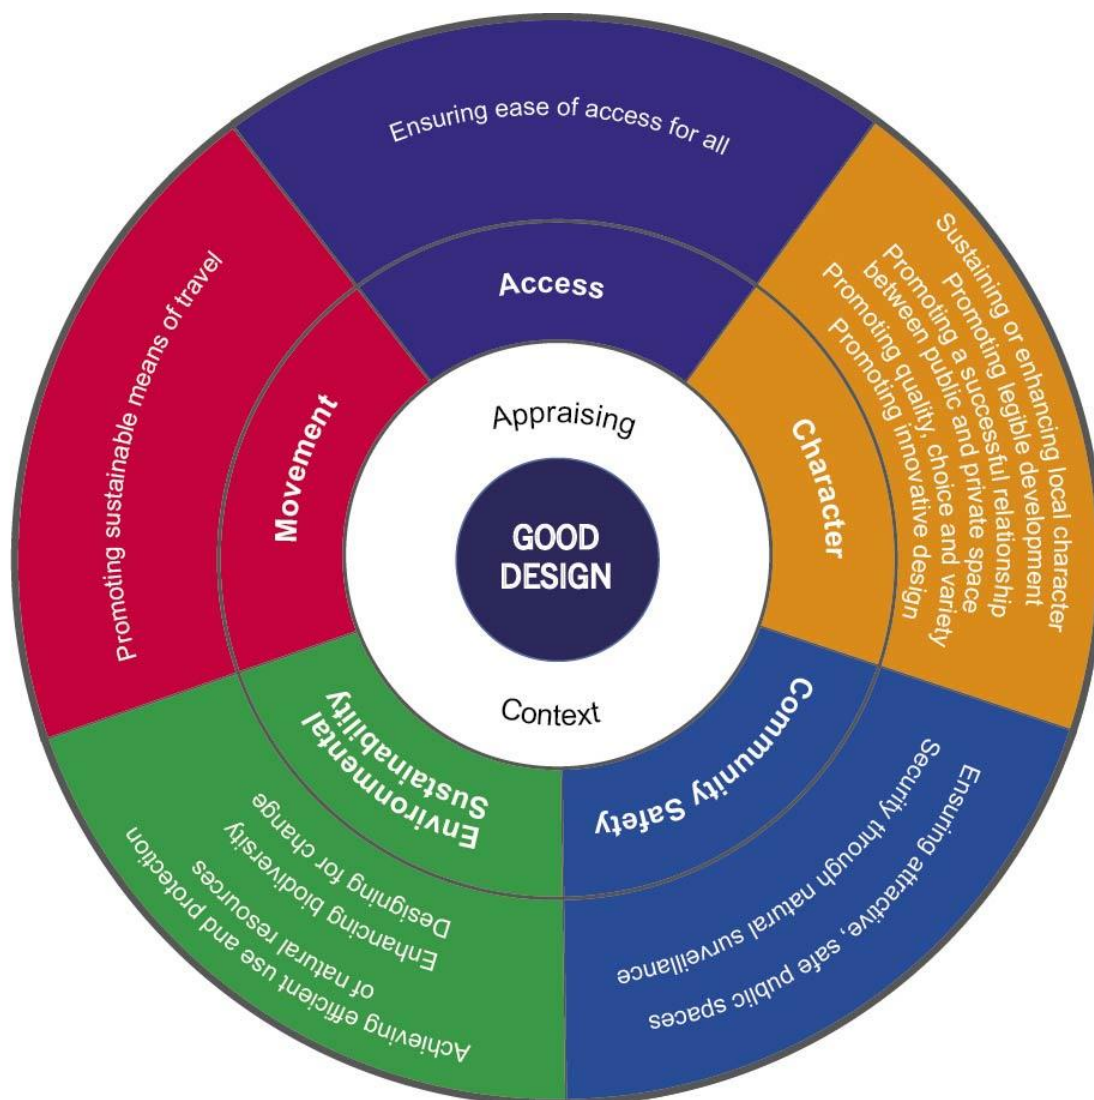 Ensuring ease of access for all
Access
Sustaining or enhancing local character
Promoting legible development
Promoting a successful relationship
between public and private space
Promoting quality, choice and variety
Promoting innovative design
Character
Ensuring attractive, safe public spaces
Security through natural surveillance
Community Safety
Achieving efficient use and protection
of natural resources
Enhancing biodiversity
Designing for change
Environmental
Sustainability
Promoting sustainable means of travel
Movement
Appraising
GOOD
DESIGN
Context